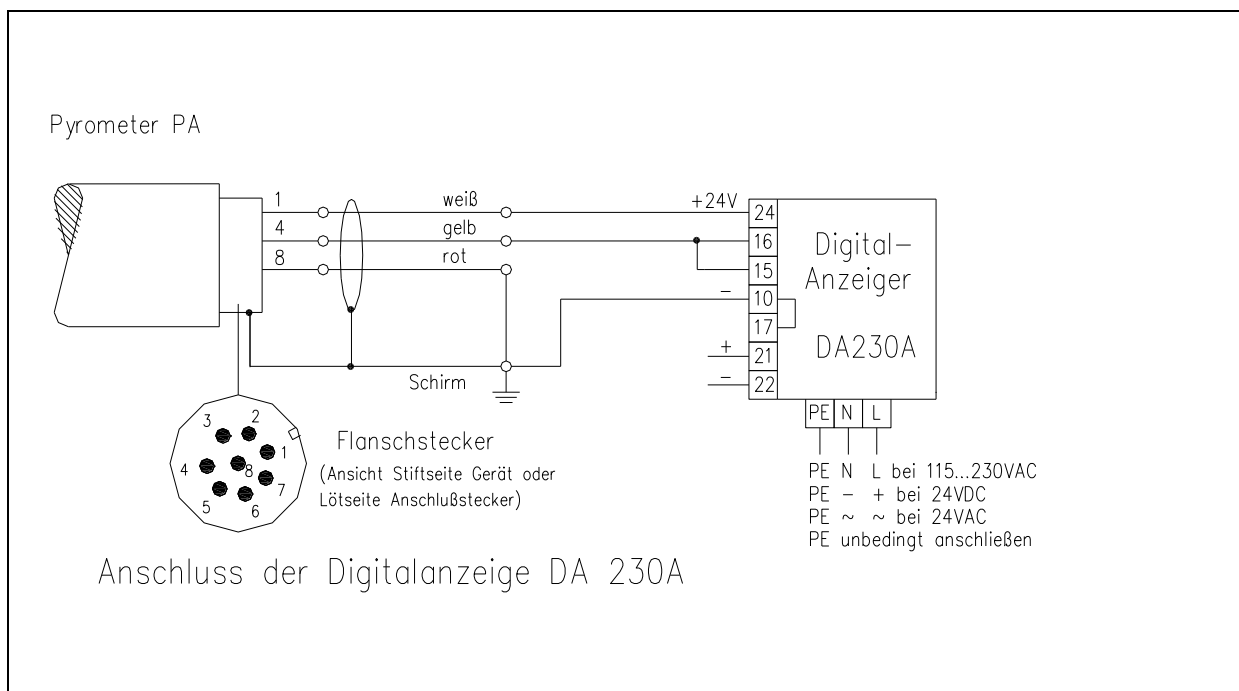 Pyrometer PA
1
weiß
+24V
24
4
gelb
16
8
rot
15
-
10
17
+
21
-
22
Digital-
Anzeiger
DA230A
Schirm
PE N L
PE N L bei 115...230VAC
PE - + bei 24VDC
PE ~ ~ bei 24VAC
PE unbedingt anschließen
3
2
1
4
8
7
5
6
Flanschstecker
(Ansicht Stiftseite Gerät oder
Lötseite Anschlußstecker)
Anschluss der Digitalanzeige DA 230A